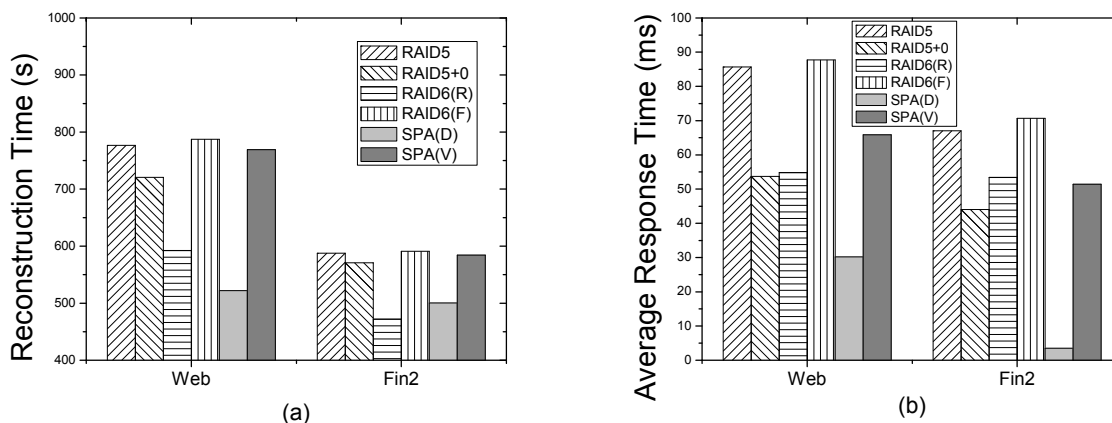 Reconstruction Time (s)
1000
900
800
700
600
500
400
RAID5
RAID5+0
RAID6(R)
RAID6(F)
SPA(D)
SPA(V)
Web
Fin2
(a)
Average Response Time (ms)
100
90
80
70
60
50
40
30
20
10
0
RAID5
RAID5+0
RAID6(R)
RAID6(F)
SPA(D)
SPA(V)
Web
Fin2
(b)